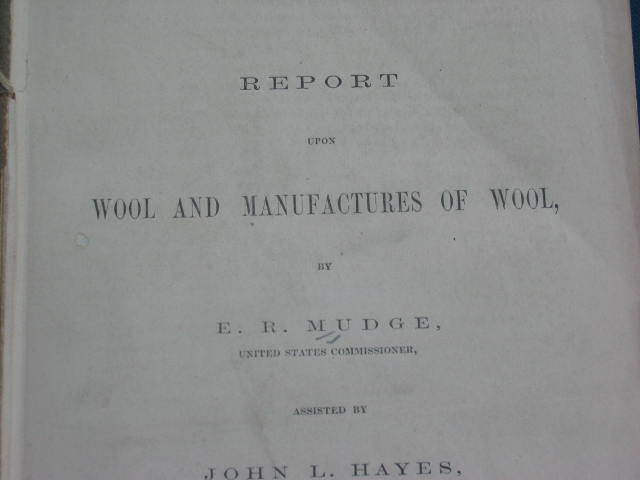 REPORT
UPON
WOOL AND MANUFACTURES OF WOOL,
BY
E. R. MUDGE,
UNITED STATES COMMISSIONER,
ASSISTED BY
JOHN L. HAYES,